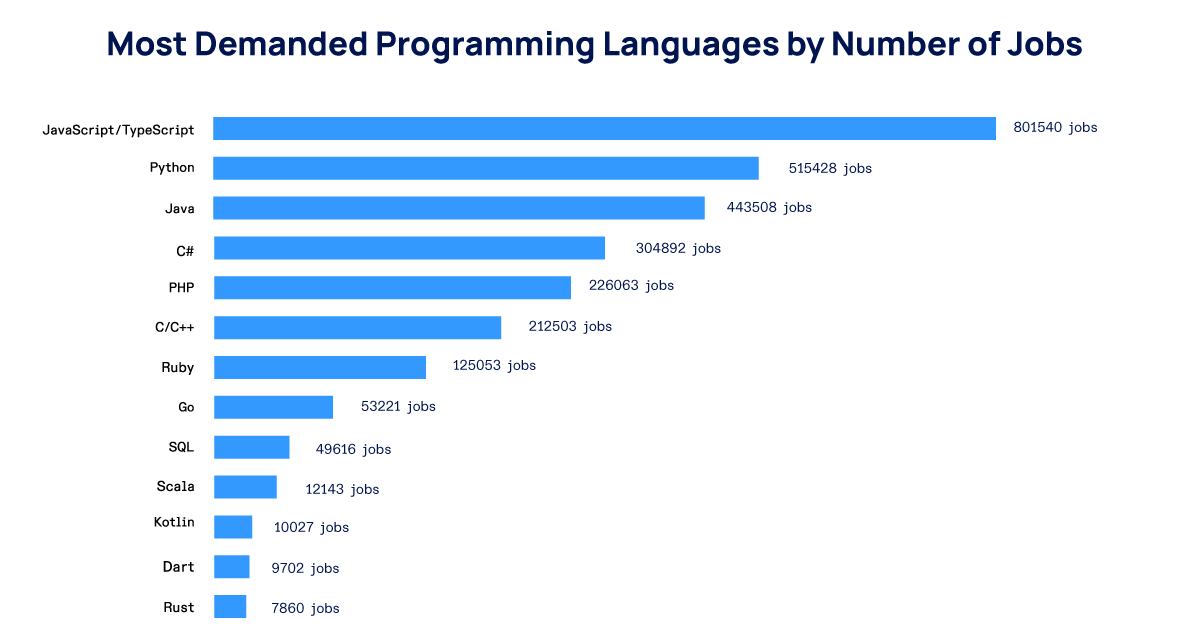 Most Demanded Programming Languages by Number of Jobs
JavaScript/TypeScript 801540 jobs
Python 515428 jobs
Java 443508 jobs
C# 304892 jobs
PHP 226063 jobs
C/C++ 212503 jobs
Ruby 125053 jobs
Go 53221 jobs
SQL 49616 jobs
Scala 12143 jobs
Kotlin 10027 jobs
Dart 9702 jobs
Rust 7860 jobs